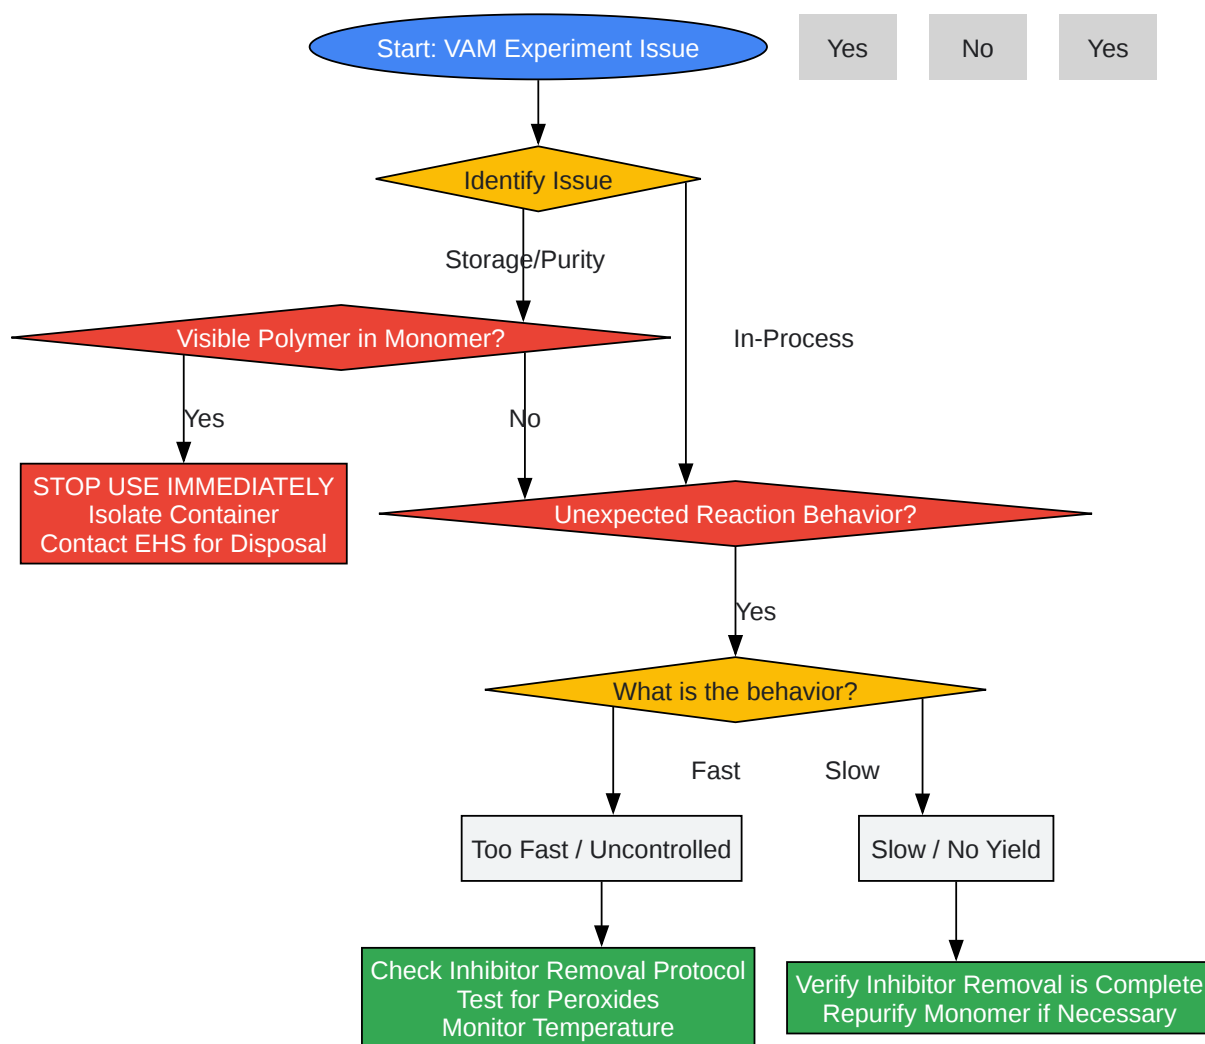 Start: VAM Experiment Issue
Yes
No
Yes
Identify Issue
Storage/Purity
Visible Polymer in Monomer?
In-Process
Yes
No
STOP USE IMMEDIATELY
Isolate Container
Contact EHS for Disposal
Unexpected Reaction Behavior?
Yes
What is the behavior?
Fast
Slow
Too Fast / Uncontrolled
Slow / No Yield
Check Inhibitor Removal Protocol
Test for Peroxides
Monitor Temperature
Verify Inhibitor Removal is Complete
Repurify Monomer if Necessary